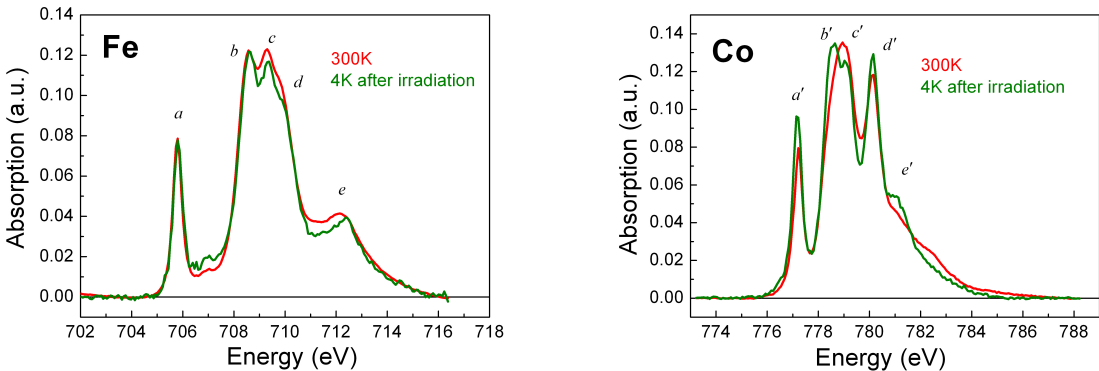 Fe
300K
4K after irradiation
a
b
c
d
e
0.14
0.12
0.10
0.08
0.06
0.04
0.02
0.00
Absorption (a.u.)
702 704 706 708 710 712 714 716 718
Energy (eV)
Co
300K
4K after irradiation
a'
b'
c'
d'
e'
0.14
0.12
0.10
0.08
0.06
0.04
0.02
0.00
Absorption (a.u.)
774 776 778 780 782 784 786 788
Energy (eV)